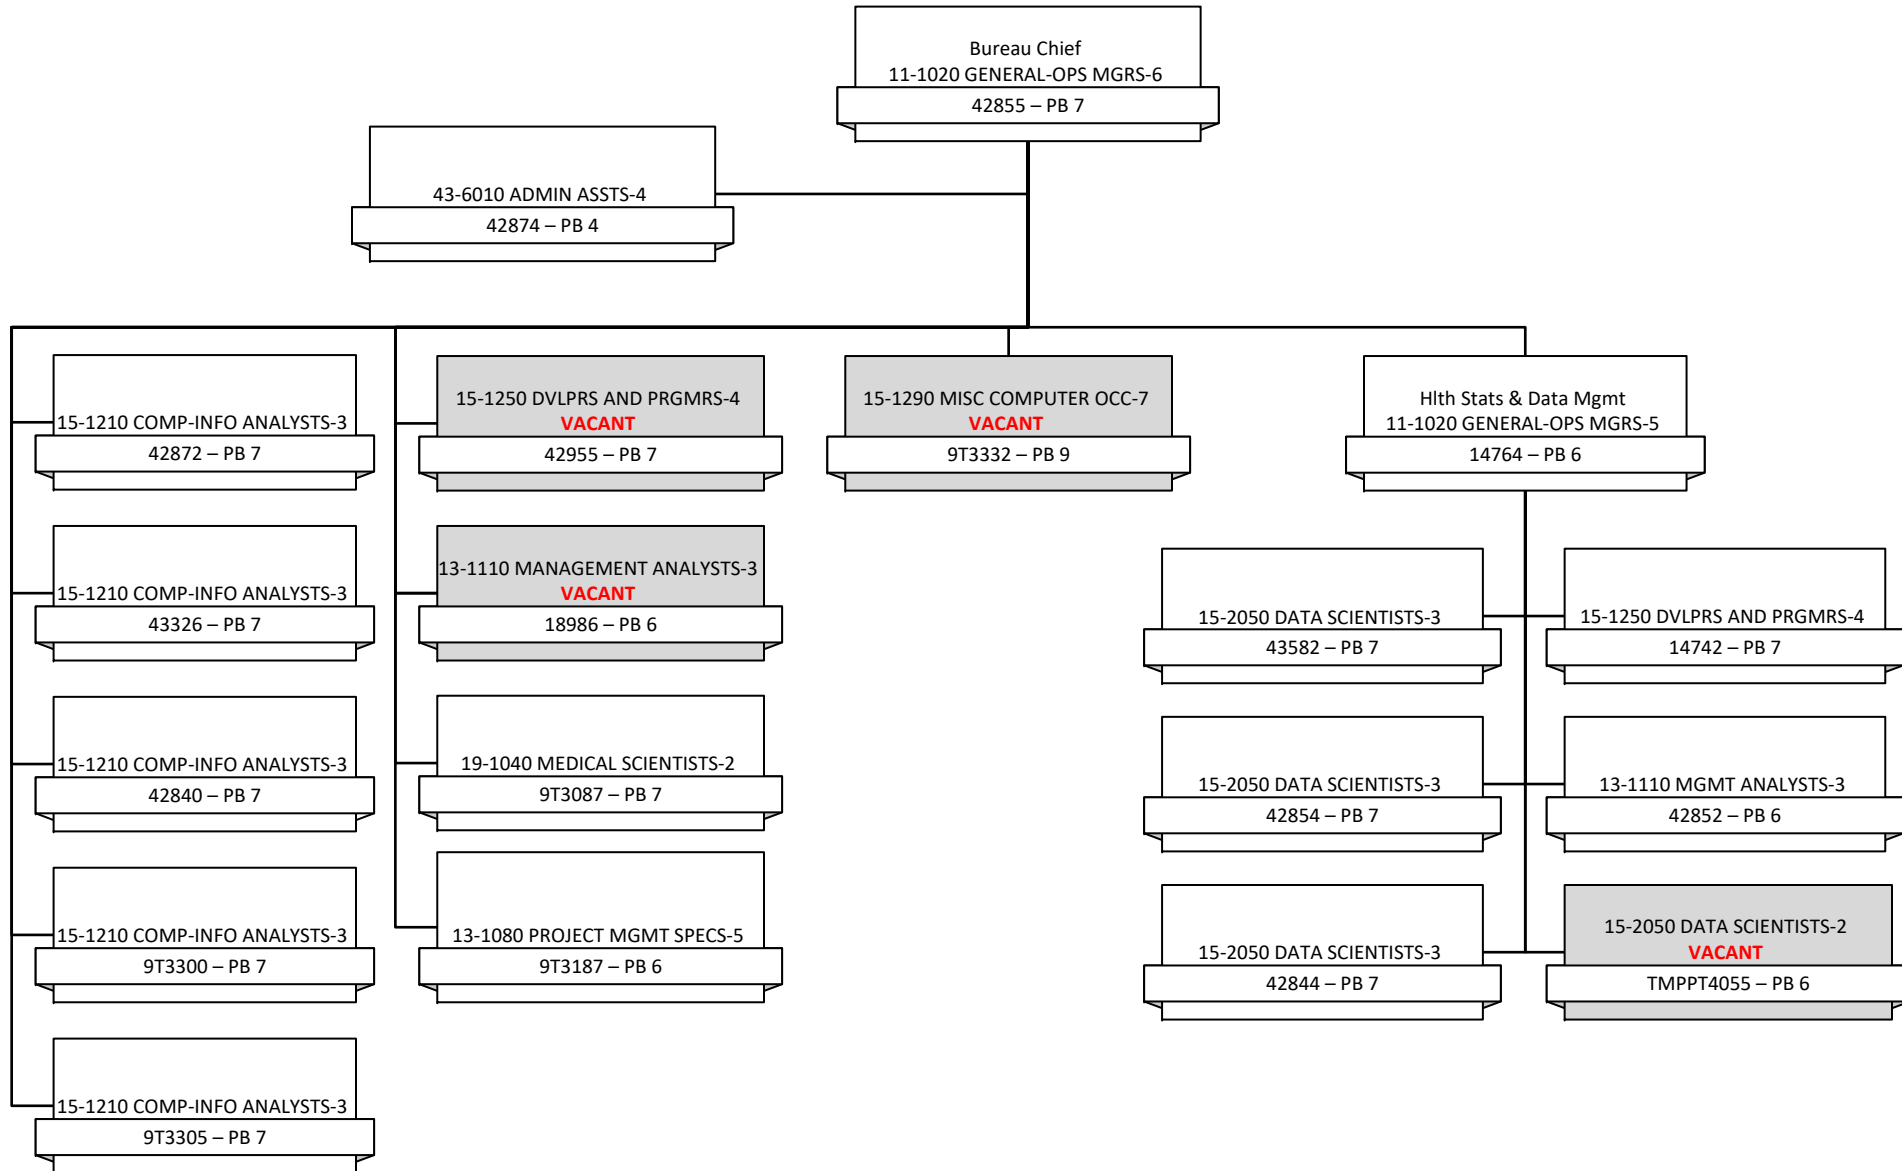 Bureau Chief
11-1020 GENERAL-OPS MGRS-6
42855 – PB 7
43-6010 ADMIN ASSTS-4
42874 – PB 4
15-1210 COMP-INFO ANALYSTS-3
42872 – PB 7
15-1210 COMP-INFO ANALYSTS-3
43326 – PB 7
15-1210 COMP-INFO ANALYSTS-3
42840 – PB 7
15-1210 COMP-INFO ANALYSTS-3
9T3300 – PB 7
15-1210 COMP-INFO ANALYSTS-3
9T3305 – PB 7
15-1250 DVLPRS AND PRGMRS-4
VACANT
42955 – PB 7
13-1110 MANAGEMENT ANALYSTS-3
VACANT
18986 – PB 6
19-1040 MEDICAL SCIENTISTS-2
9T3087 – PB 7
13-1080 PROJECT MGMT SPECS-5
9T3187 – PB 6
15-1290 MISC COMPUTER OCC-7
VACANT
9T3332 – PB 9
Hlth Stats & Data Mgmt
11-1020 GENERAL-OPS MGRS-5
14764 – PB 6
15-2050 DATA SCIENTISTS-3
43582 – PB 7
15-2050 DATA SCIENTISTS-3
42854 – PB 7
15-2050 DATA SCIENTISTS-3
42844 – PB 7
15-1250 DVLPRS AND PRGMRS-4
14742 – PB 7
13-1110 MGMT ANALYSTS-3
42852 – PB 6
15-2050 DATA SCIENTISTS-2
VACANT
TMPPT4055 – PB 6